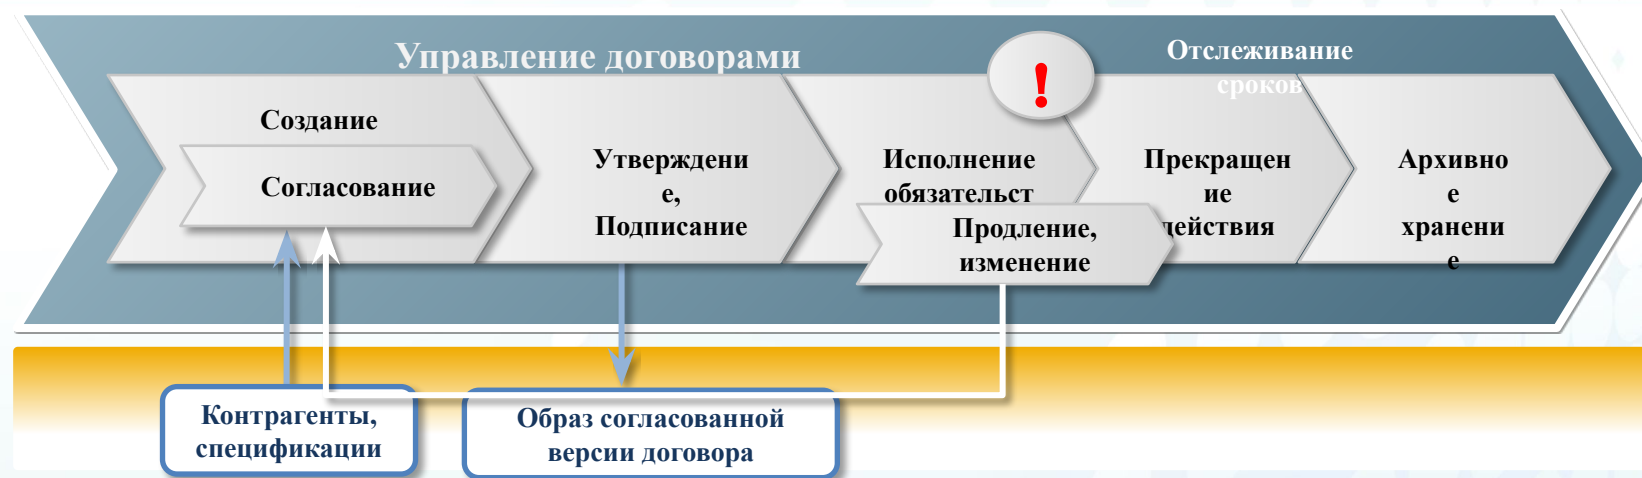 Управление договорами
Отслеживание
сроков
!
Создание
Согласование
Утверждени
е,
Подписание
Исполнение
обязательст
Продление,
изменение
Прекращен
ие
действия
Архивно
е
хранени
е
Контрагенты,
спецификации
Образ согласованной
версии договора